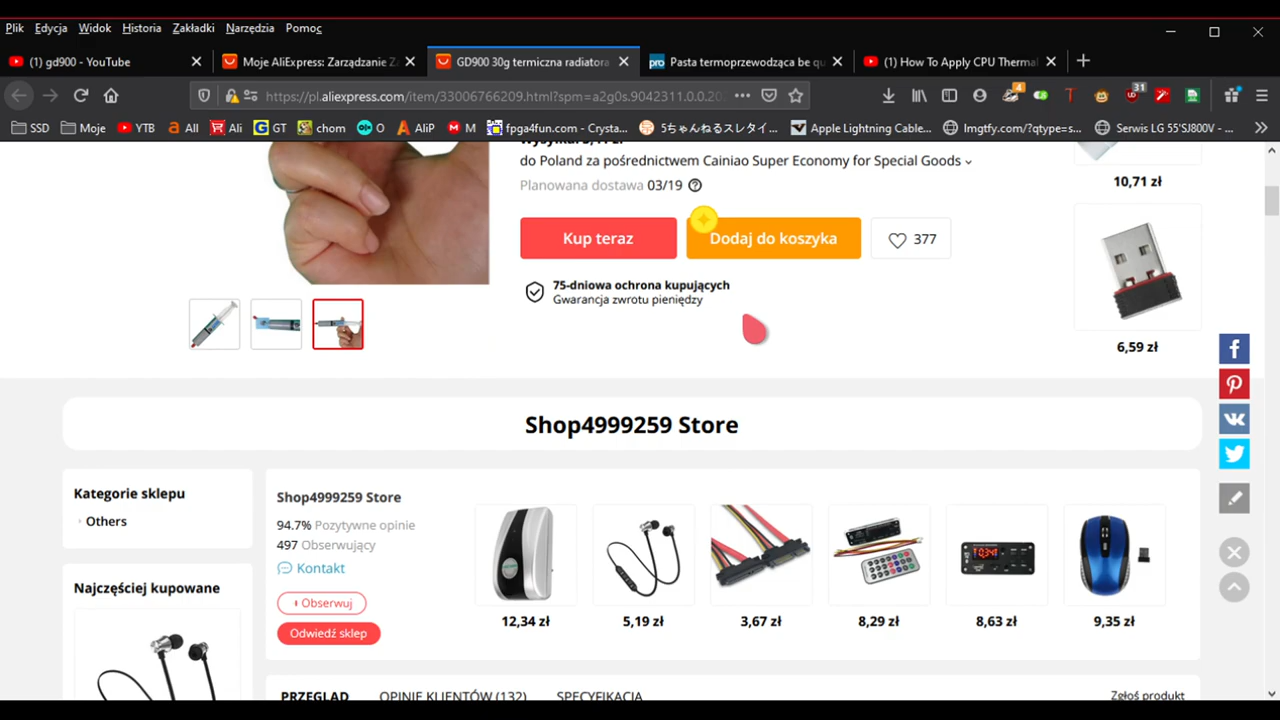 Plik Edycja Widok Historia Zakładki Narzędzia Pomoc
(1) gd900 - YouTube
Moje AliExpress: Zarządzanie Z
GD900 30g termiczna radiatora
Pasta termoprzewodząca be qu
(1) How To Apply CPU Thermal
https://pl.aliexpress.com/item/33006766209.html?spm=a2g0s.9042311.0.0.20
4
31
SSD Moje YTB All Ali GT chom O AliP M fpga4fun.com - Crysta... 5ちゃんねるスレタイ... Apple Lightning Cable... lmgtfy.com/?qtype=s... Serwis LG 55'SJ800V - ...
do Poland za pośrednictwem Cainiao Super Economy for Special Goods
Planowana dostawa 03/19
10,71 zł
Kup teraz
Dodaj do koszyka
377
75-dniowa ochrona kupujących
Gwarancja zwrotu pieniędzy
6,59 zł
Shop4999259 Store
Kategorie sklepu
Others
Najczęściej kupowane
Shop4999259 Store
94.7% Pozytywne opinie
497 Obserwujący
Kontakt
Obserwuj
Odwiedź sklep
12,34 zł
5,19 zł
3,67 zł
8,29 zł
8,63 zł
9,35 zł
PRZEGLĄD OPINIE KLIENTÓW (132) SPECYFIKACJA
Zgłoś produkt